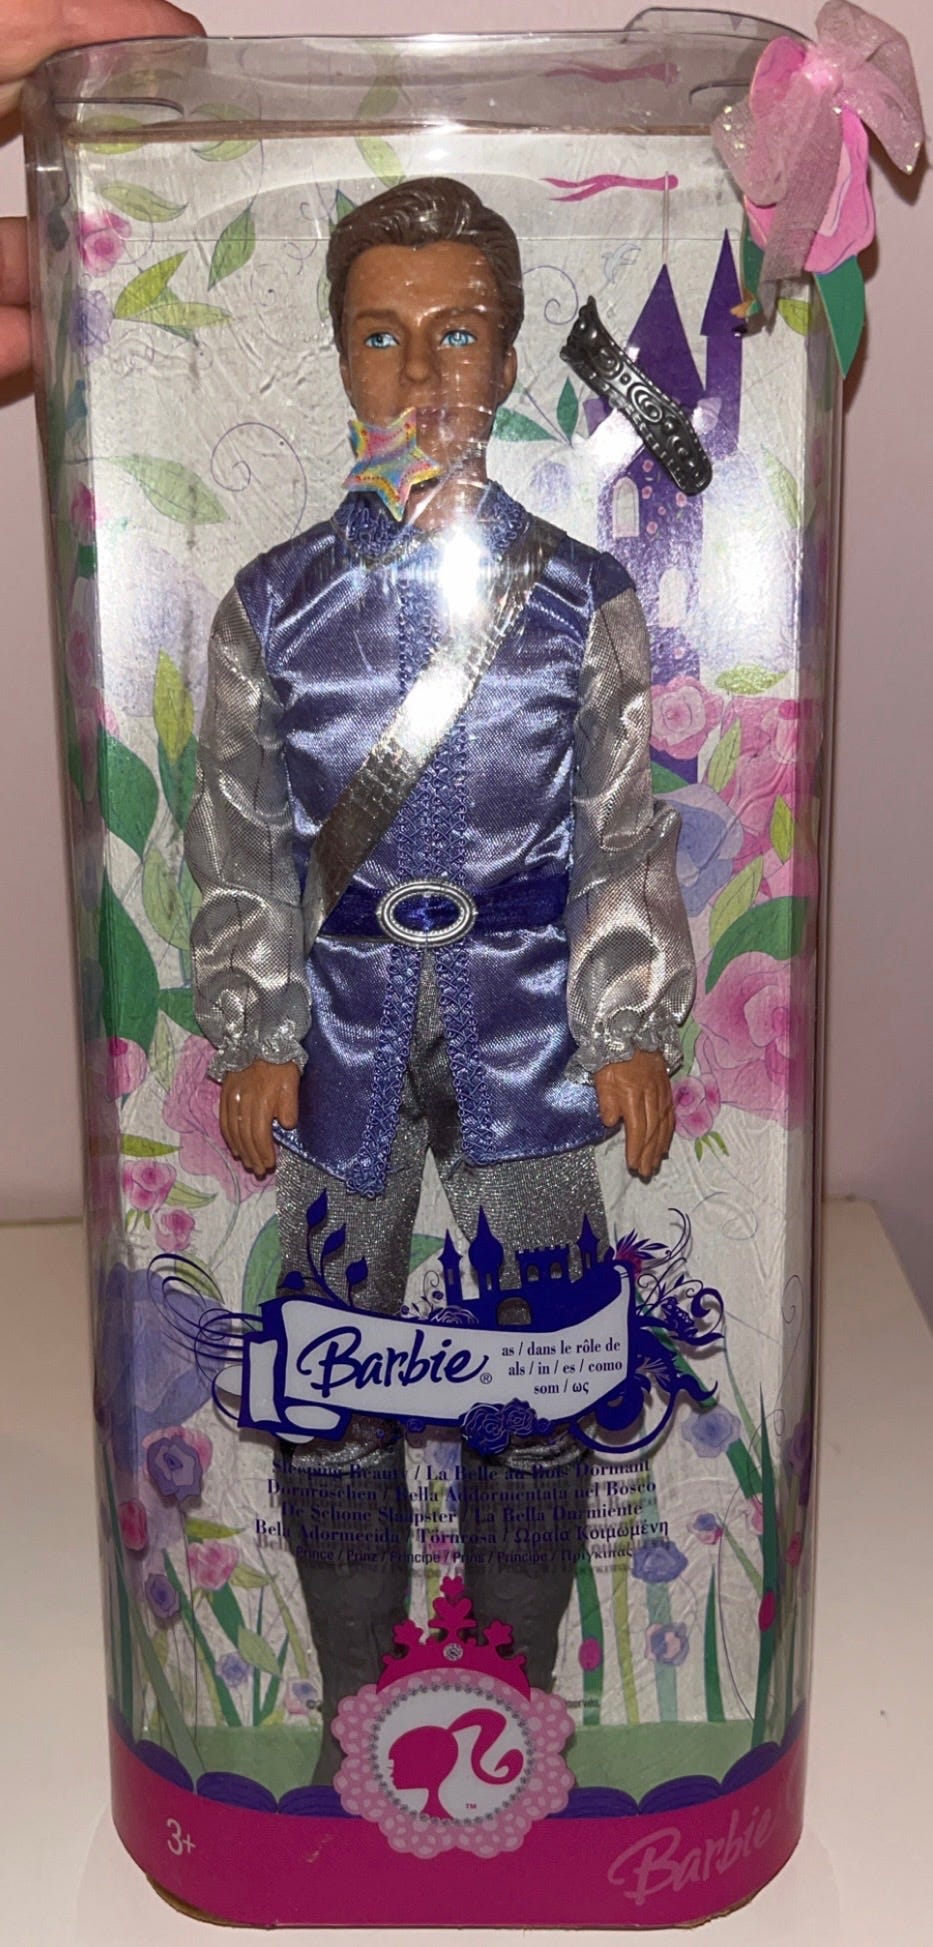 Barbie®
as / dans le rôle de
als / in / es / como
som / ως
Sleeping Beauty / La Belle au Bois Dormant
Dornröschen / Bella Addormentata nel Bosco
De Schone Slaapster / La Bella Durmiente
Bela Adormecida / Törnrosa / Ωραία Κοιμωμένη
Prince / Prinz / Principe / Prins / Príncipe / Πρίγκιπας
TM
3+
Barbie